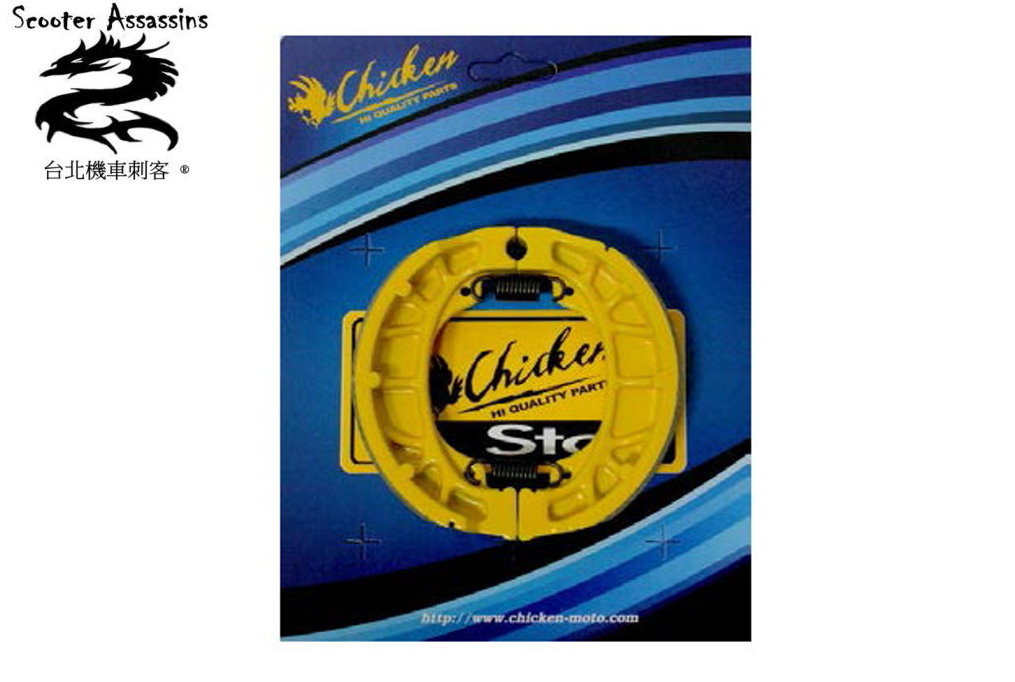 Scooter Assassins
台北機車刺客 ®
Chicken
HI QUALITY PARTS
Chicken
HI QUALITY PART
Sto
http://www.chicken-moto.com